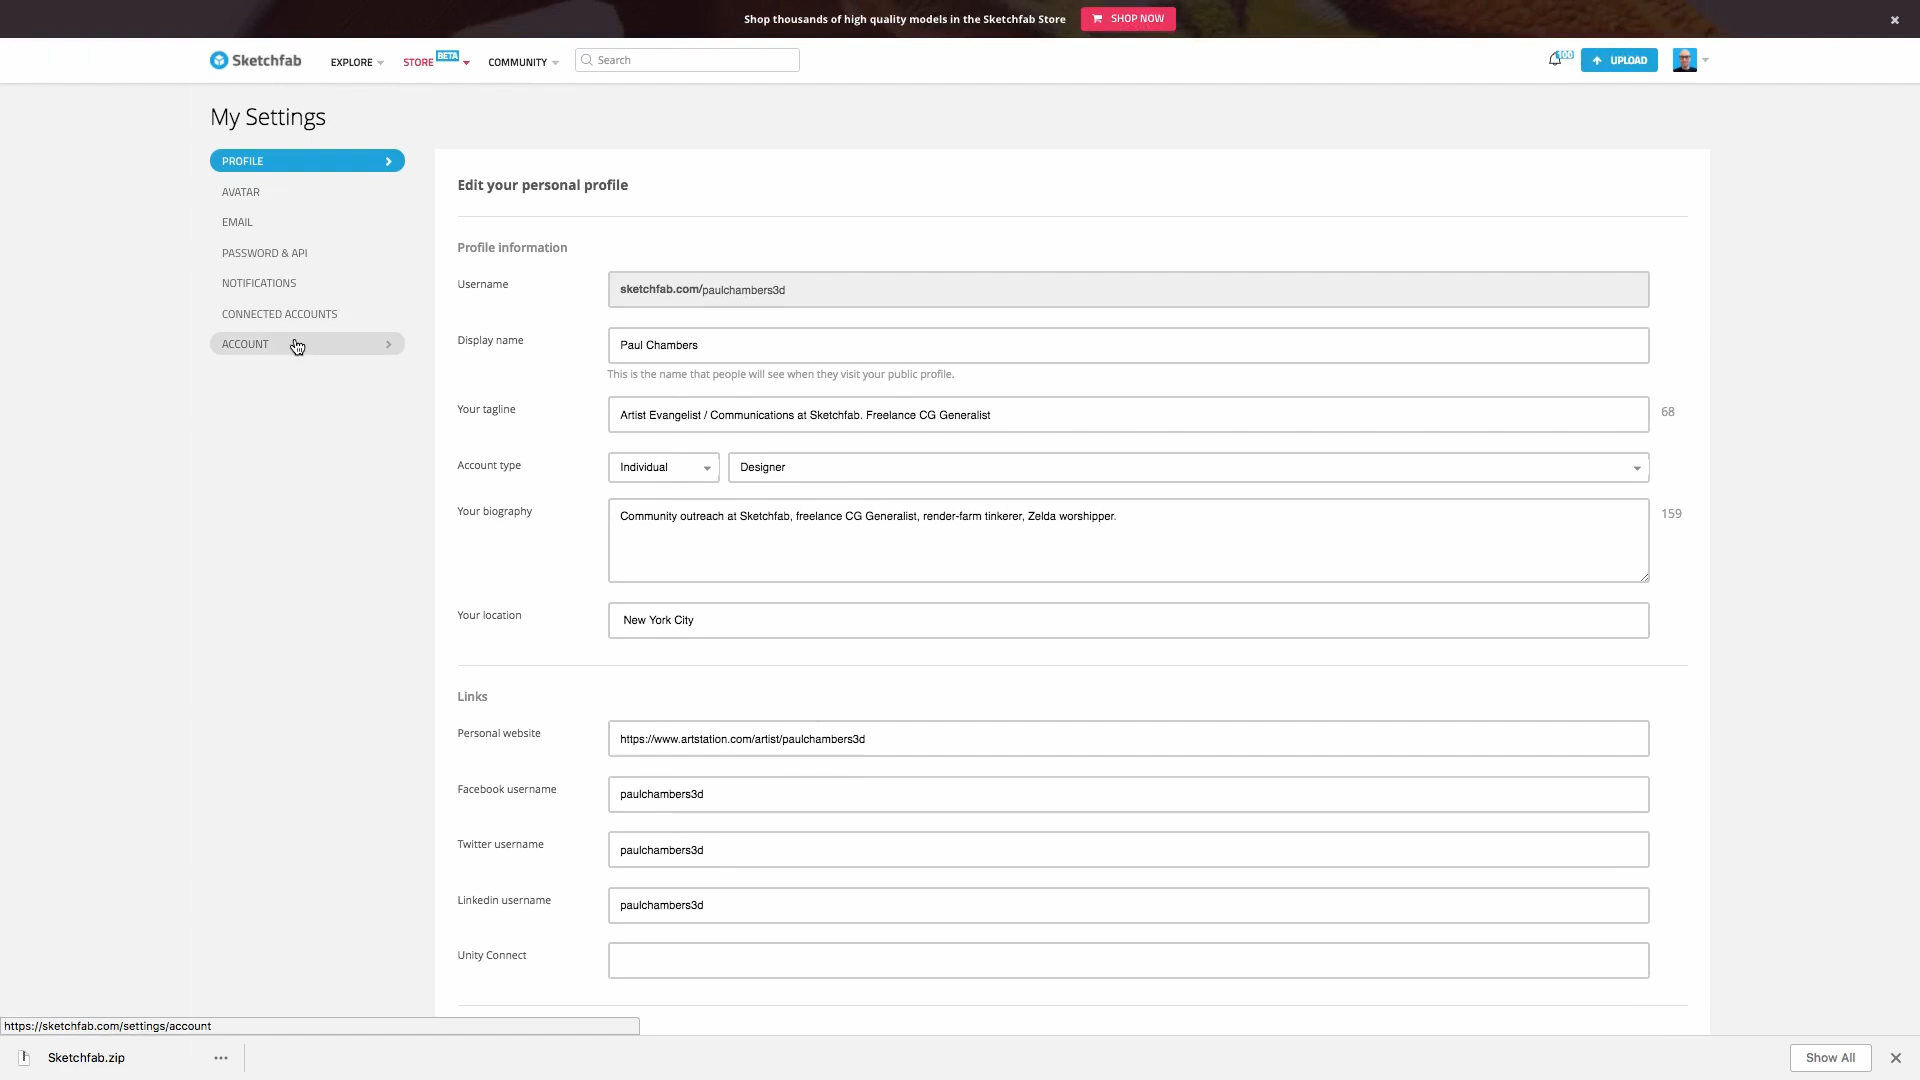 Shop thousands of high quality models in the Sketchfab Store
SHOP NOW
Sketchfab
EXPLORE
STORE
BETA
COMMUNITY
Search
100
UPLOAD
My Settings
PROFILE
AVATAR
EMAIL
PASSWORD & API
NOTIFICATIONS
CONNECTED ACCOUNTS
ACCOUNT
Edit your personal profile
Profile information
Username
sketchfab.com/paulchambers3d
Display name
Paul Chambers
This is the name that people will see when they visit your public profile.
Your tagline
Artist Evangelist / Communications at Sketchfab. Freelance CG Generalist
68
Account type
Individual
Designer
Your biography
Community outreach at Sketchfab, freelance CG Generalist, render-farm tinkerer, Zelda worshipper.
159
Your location
New York City
Links
Personal website
https://www.artstation.com/artist/paulchambers3d
Facebook username
paulchambers3d
Twitter username
paulchambers3d
Linkedin username
paulchambers3d
Unity Connect
https://sketchfab.com/settings/account
Sketchfab.zip
Show All